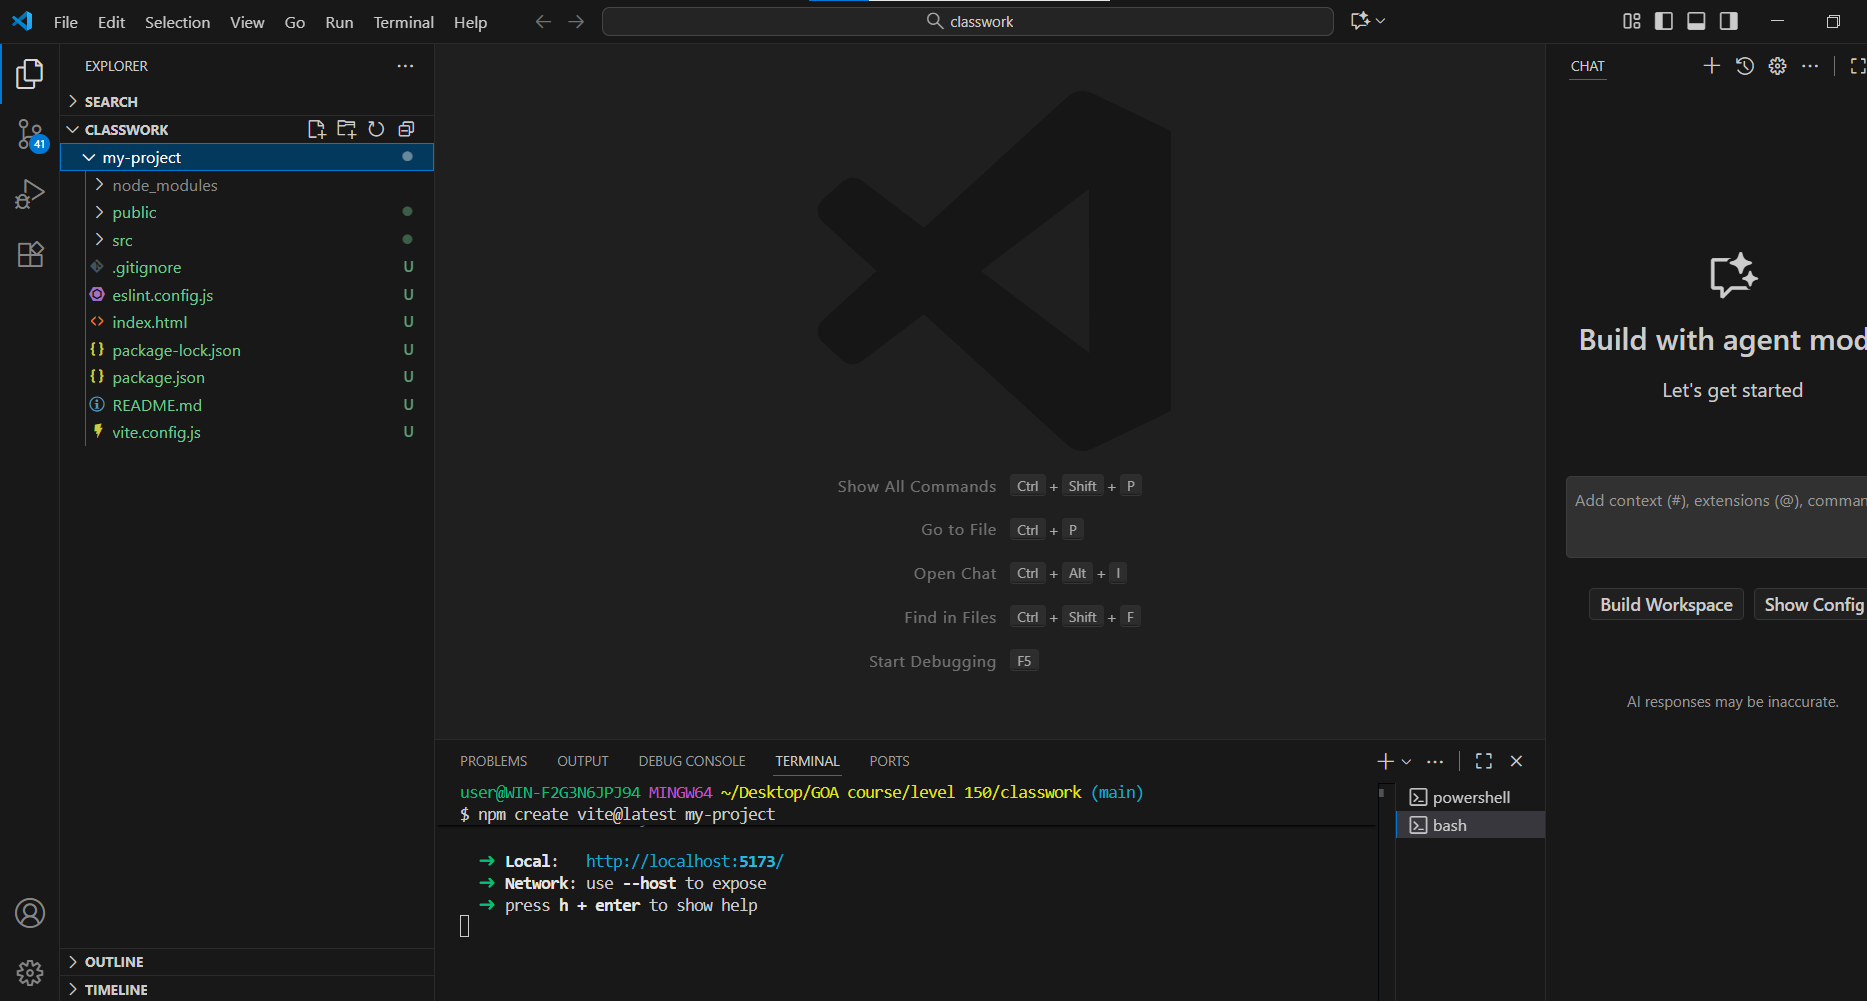 File Edit Selection View Go Run Terminal Help
classwork
EXPLORER
SEARCH
CLASSWORK
41
my-project
node_modules
public
src
.gitignore U
eslint.config.js U
index.html U
package-lock.json U
package.json U
README.md U
vite.config.js U
OUTLINE
TIMELINE
Show All Commands Ctrl + Shift + P
Go to File Ctrl + P
Open Chat Ctrl + Alt + I
Find in Files Ctrl + Shift + F
Start Debugging F5
PROBLEMS OUTPUT DEBUG CONSOLE TERMINAL PORTS
user@WIN-F2G3N6JPJ94 MINGW64 ~/Desktop/GOA course/level 150/classwork (main)
$ npm create vite@latest my-project
➜ Local: http://localhost:5173/
➜ Network: use --host to expose
➜ press h + enter to show help
powershell
bash
CHAT
Build with agent mod
Let's get started
Add context (#), extensions (@), comman
Build Workspace Show Config
AI responses may be inaccurate.